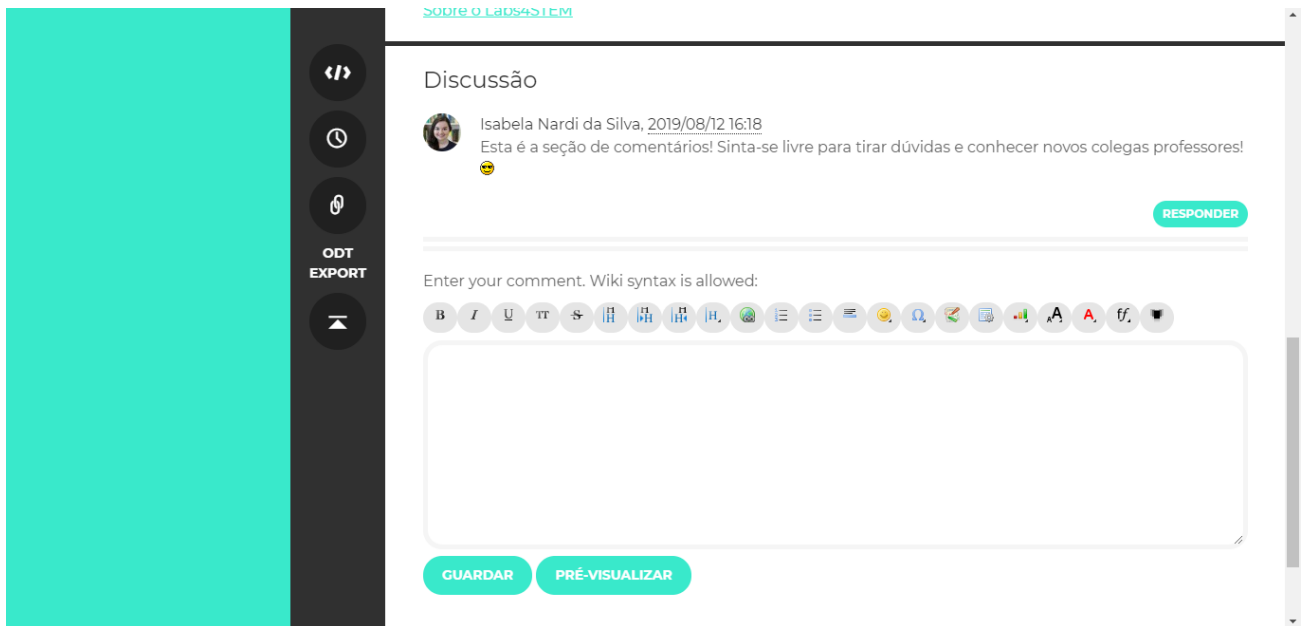 Sobre o Labs4STEM
Discussão
Isabela Nardi da Silva, 2019/08/12 16:18
Esta é a seção de comentários! Sinta-se livre para tirar dúvidas e conhecer novos colegas professores!
RESPONDER
ODT
EXPORT
Enter your comment. Wiki syntax is allowed:
B I U TT S H H H H Ω A A A ff
GUARDAR PRÉ-VISUALIZAR